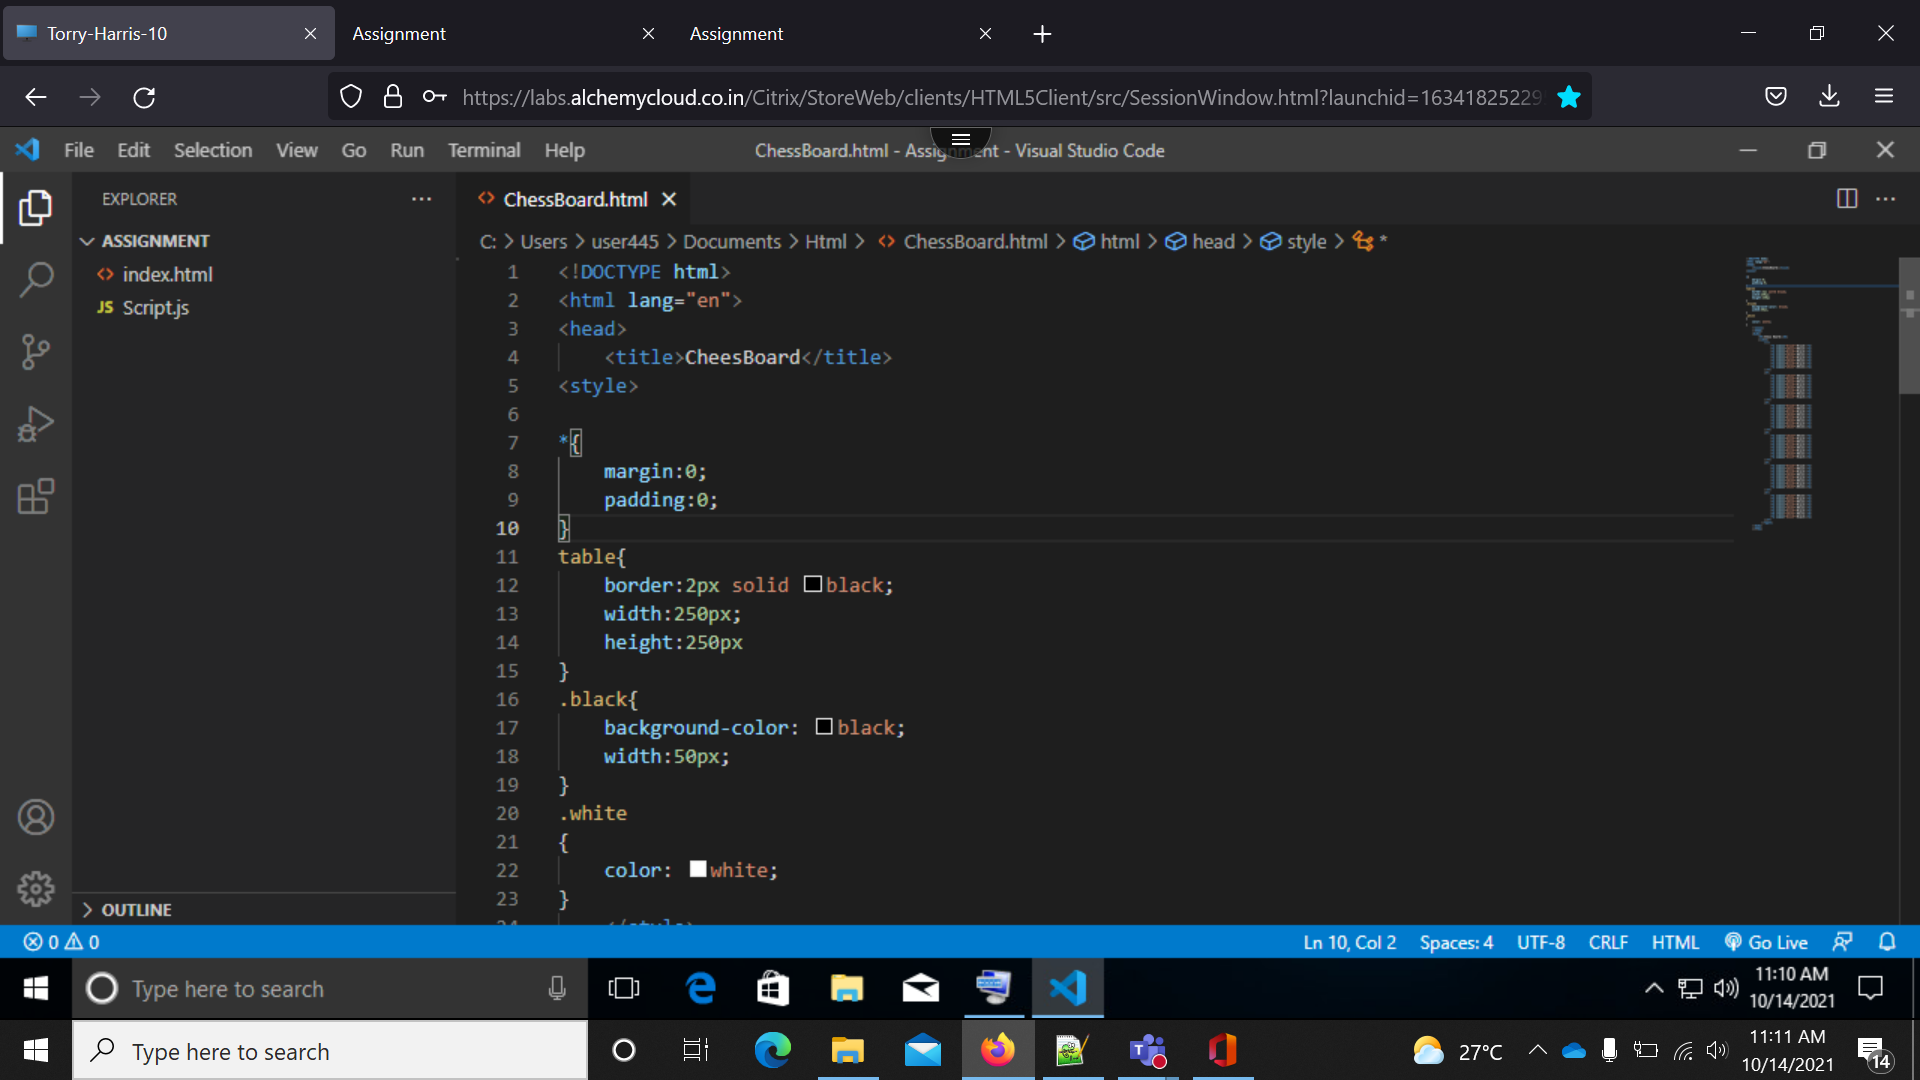 Torry-Harris-10
Assignment
Assignment
https://labs.alchemycloud.co.in/Citrix/StoreWeb/clients/HTML5Client/src/SessionWindow.html?launchid=16341825229
File Edit Selection View Go Run Terminal Help
ChessBoard.html - Assignment - Visual Studio Code
EXPLORER
ChessBoard.html
ASSIGNMENT
index.html
JS Script.js
OUTLINE
C: > Users > user445 > Documents > Html > ChessBoard.html > html > head > style > *
1 <!DOCTYPE html>
2 <html lang="en">
3 <head>
4 <title>CheesBoard</title>
5 <style>
6
7 *{
8 margin:0;
9 padding:0;
10 }
11 table{
12 border:2px solid black;
13 width:250px;
14 height:250px
15 }
16 .black{
17 background-color: black;
18 width:50px;
19 }
20 .white
21 {
22 color: white;
23 }
24 </style>
0 0
Ln 10, Col 2 Spaces: 4 UTF-8 CRLF HTML Go Live
Type here to search
11:10 AM
10/14/2021
Type here to search
27°C
11:11 AM
10/14/2021
14